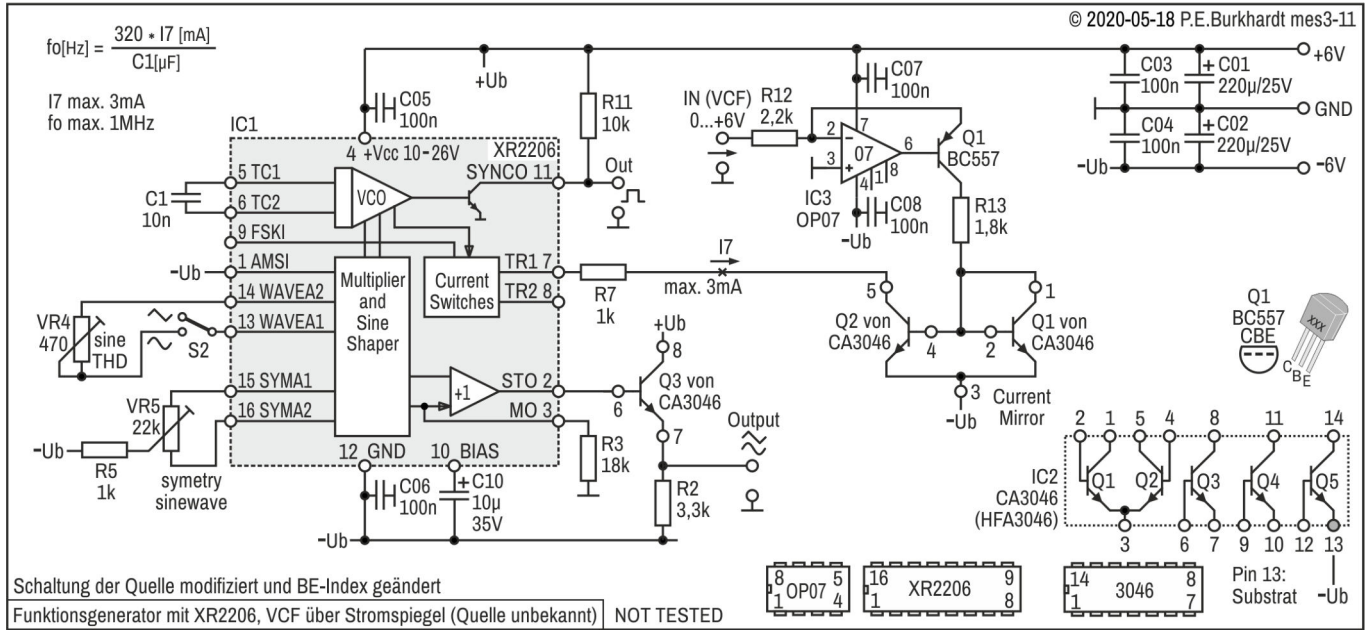 © 2020-05-18 P.E.Burkhardt mes3-11
fo[Hz] = 320 * I7 [mA]
C1[µF]
I7 max. 3mA
fo max. 1MHz
+Ub
C05
100n
R11
10k
IC1
4 +Vcc 10-26V
XR2206
5 TC1
6 TC2
C1
10n
VCO
SYNCO 11
Out
9 FSKI
-Ub
1 AMSI
14 WAVEA2
13 WAVEA1
VR4
470
sine
THD
S2
Multiplier
and
Sine
Shaper
Current
Switches
TR1 7
TR2 8
R7
1k
I7
max. 3mA
15 SYMA1
16 SYMA2
VR5
22k
-Ub
R5
1k
symetry
sinewave
+1
STO 2
MO 3
12 GND
10 BIAS
C06
100n
C10
10µ
35V
-Ub
R3
18k
+Ub
8
6
Q3 von
CA3046
7
Output
R2
3,3k
IN (VCF)
0...+6V
R12
2,2k
C07
100n
2
3
7
07
6
4
1
8
IC3
OP07
C08
100n
-Ub
Q1
BC557
R13
1,8k
5
1
Q2 von
CA3046
4
2
Q1 von
CA3046
3
-Ub
Current
Mirror
C03
100n
C01
220µ/25V
+6V
GND
C04
100n
C02
220µ/25V
-Ub
-6V
Q1
BC557
CBE
XXX
C
B
E
2 1 5 4 8 11 14
IC2
CA3046
(HFA3046)
Q1 Q2 Q3 Q4 Q5
3 6 7 9 10 12 13
Pin 13:
Substrat
-Ub
8 5
OP07
1 4
16 9
XR2206
1 8
14 8
3046
1 7
Schaltung der Quelle modifiziert und BE-Index geändert
Funktionsgenerator mit XR2206, VCF über Stromspiegel (Quelle unbekannt)
NOT TESTED